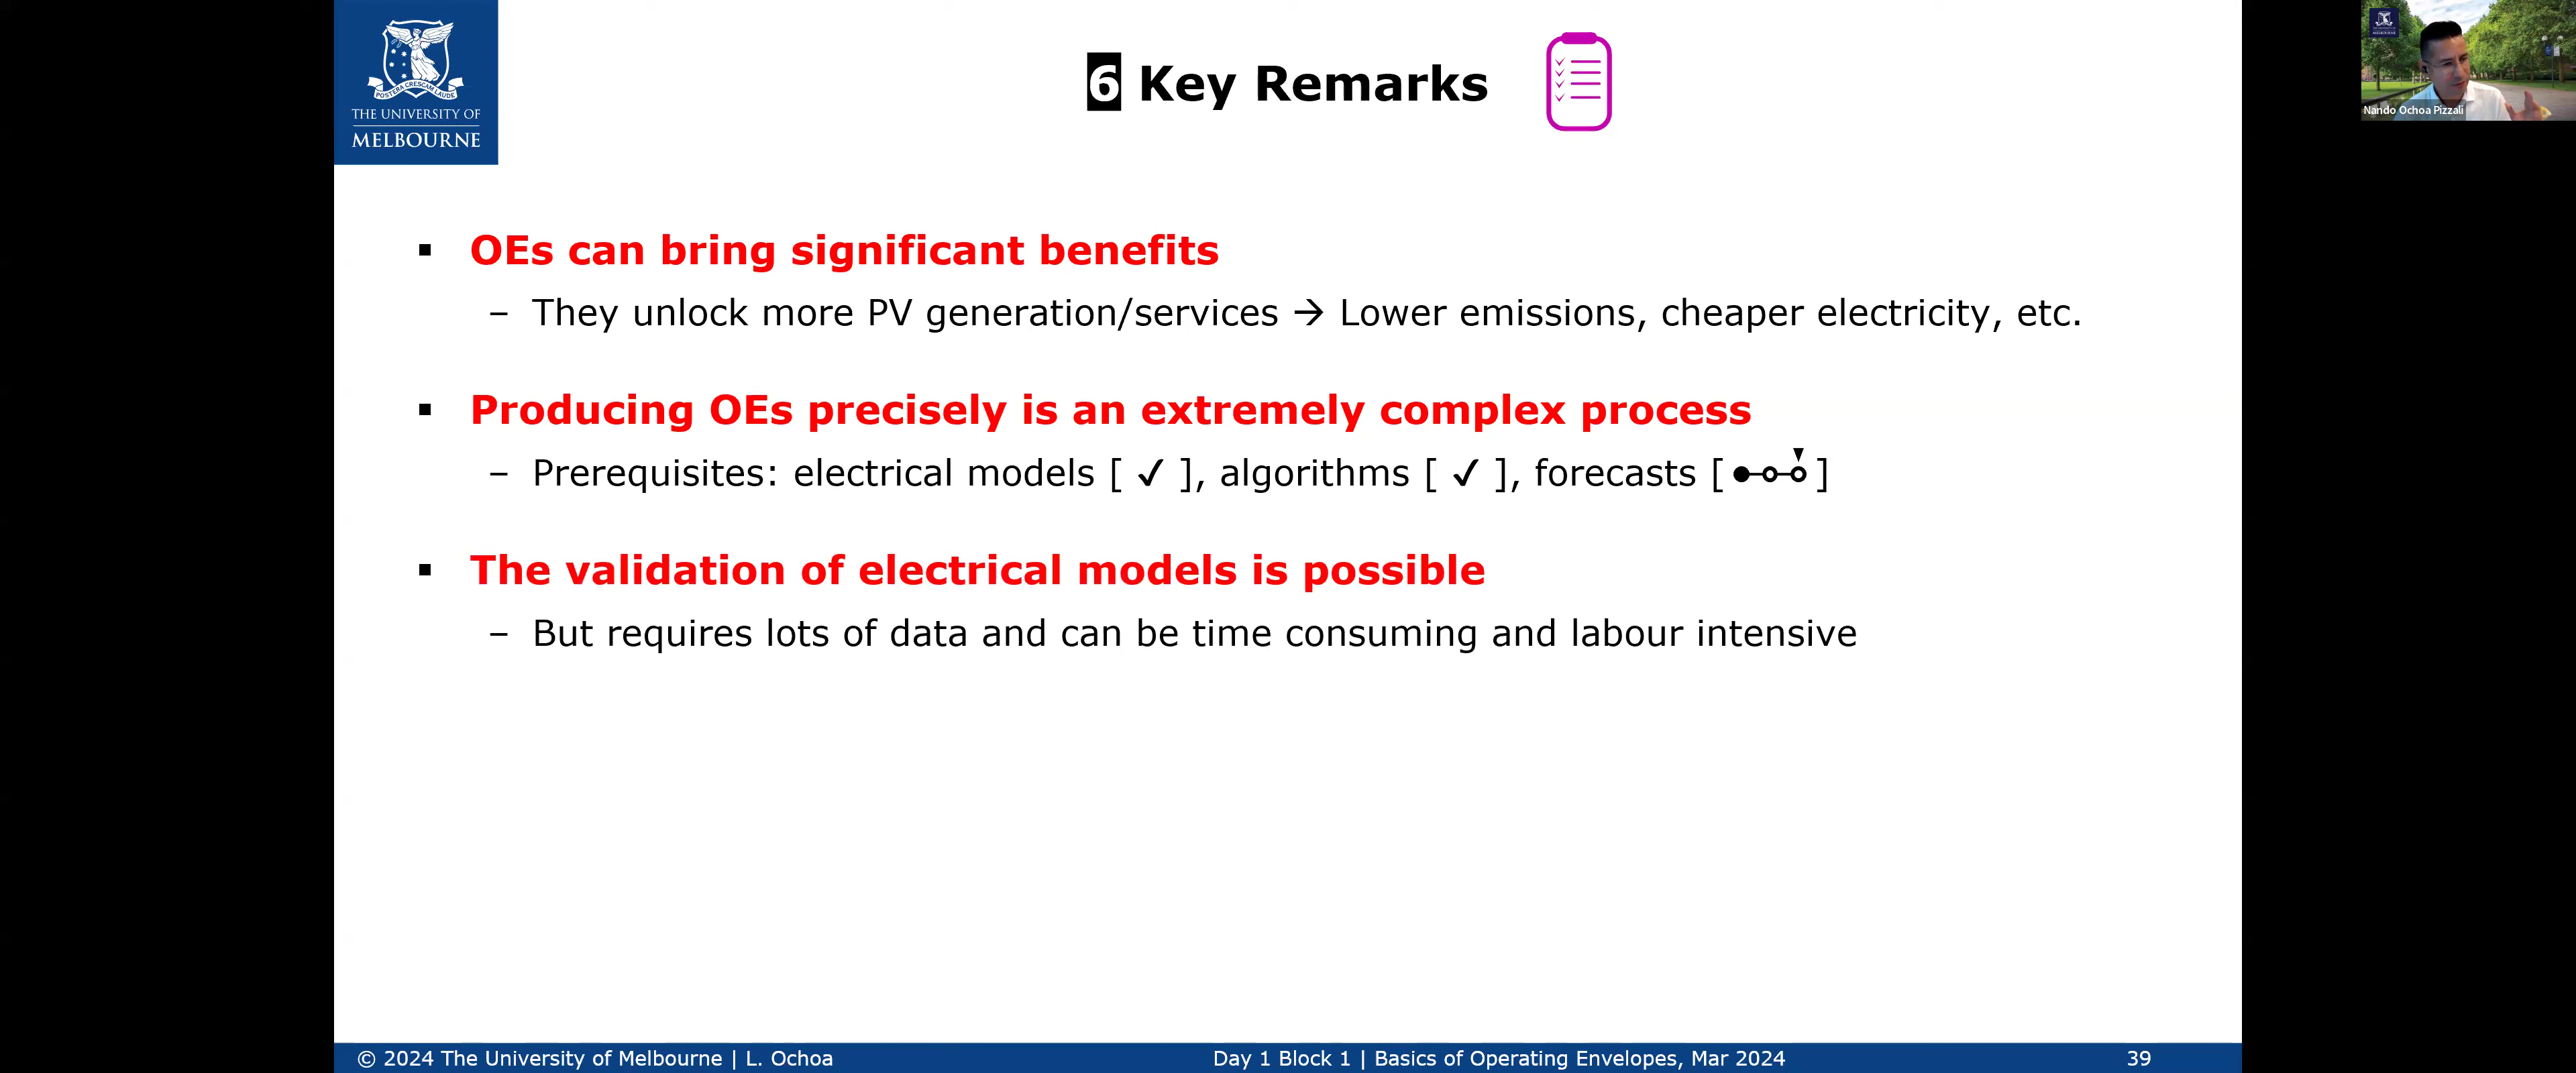 POSTERA CRESCAM LAUDE
THE UNIVERSITY OF
MELBOURNE
6 Key Remarks
MELBOURNE
Nando Ochoa Pizzali
▪ OEs can bring significant benefits
– They unlock more PV generation/services → Lower emissions, cheaper electricity, etc.
▪ Producing OEs precisely is an extremely complex process
– Prerequisites: electrical models [ ✓ ], algorithms [ ✓ ], forecasts [ ]
▪ The validation of electrical models is possible
– But requires lots of data and can be time consuming and labour intensive
© 2024 The University of Melbourne | L. Ochoa
Day 1 Block 1 | Basics of Operating Envelopes, Mar 2024
39